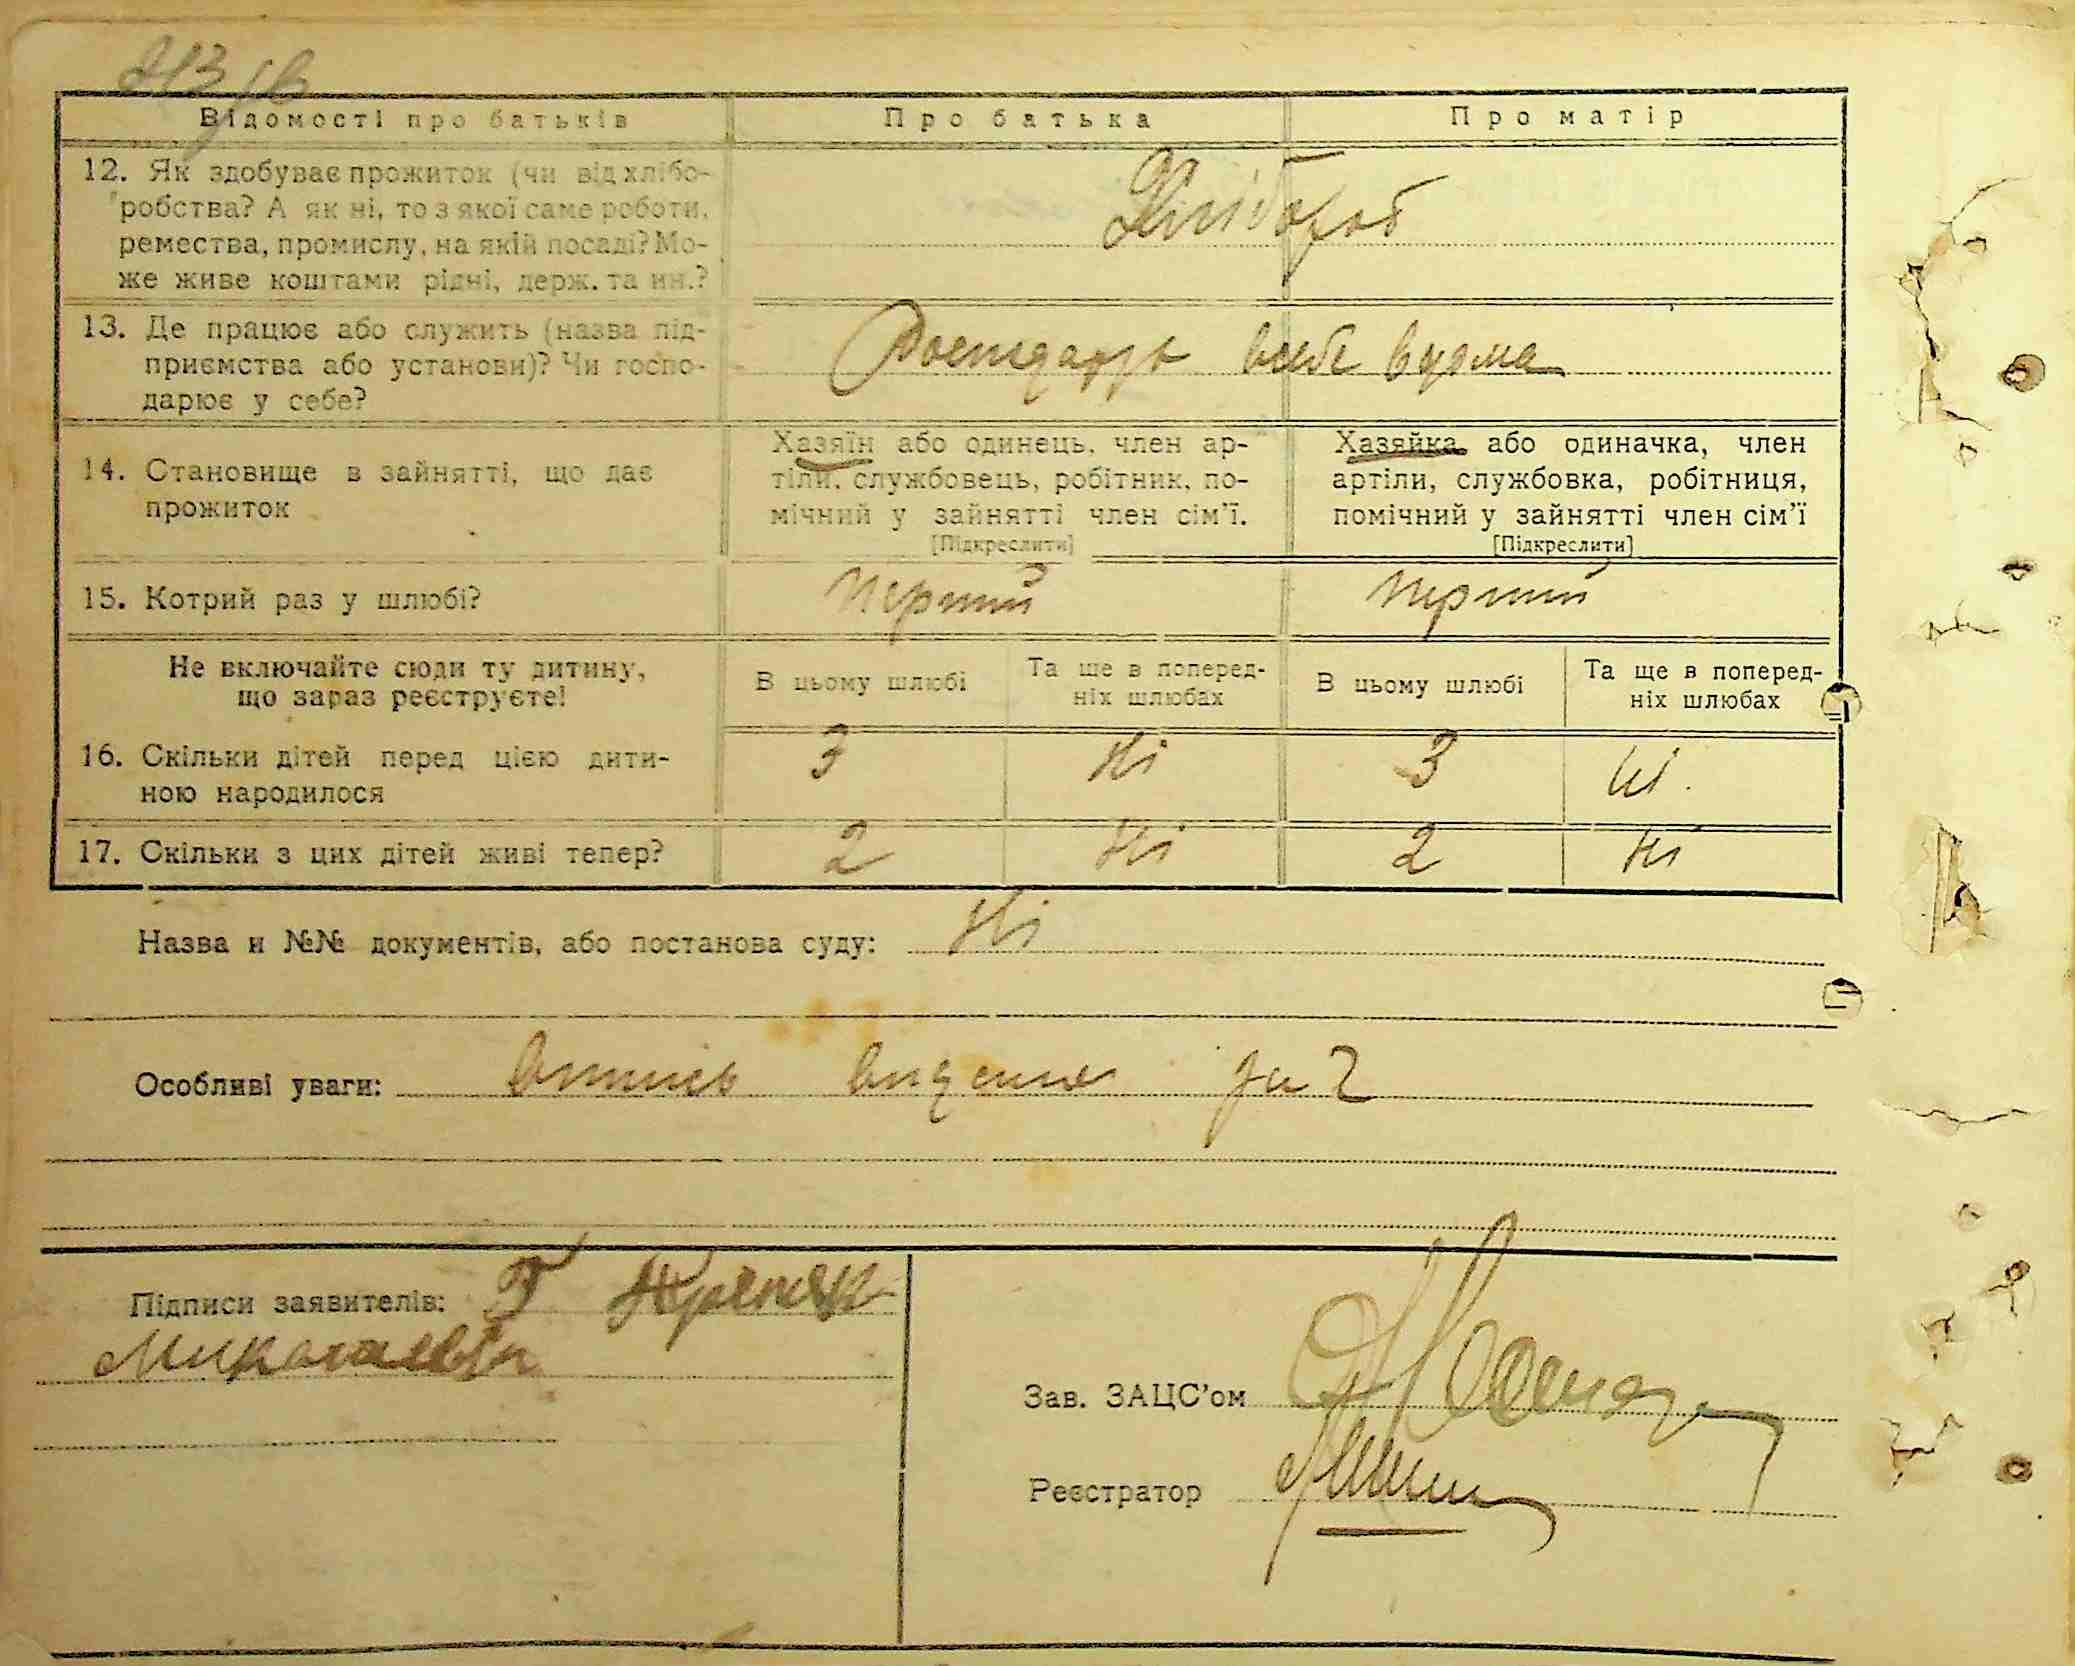 Відомості про батьків
Про батька
Про матір
12. Як здобуває прожиток (чи від хлібо-
робства? А як ні, то з якої саме роботи,
ремества, промислу, на якій посаді? Мо-
же живе коштами рідні, держ. та ин.?
Хлібороб
13. Де працює або служить (назва під-
приємства або установи)? Чи госпо-
дарює у себе?
14. Становище в зайнятті, що дає
прожиток
Хазяїн або одинець, член ар-
тіли, службовець, робітник, по-
мічний у зайнятті член сім’ї.
[Підкреслити]
Хазяйка або одиначка, член
артіли, службовка, робітниця,
помічний у зайнятті член сім’ї
[Підкреслити]
15. Котрий раз у шлюбі?
перший
перший
Не включайте сюди ту дитину,
що зараз реєструєте!
В цьому шлюбі
Та ще в поперед-
ніх шлюбах
В цьому шлюбі
Та ще в поперед-
ніх шлюбах
16. Скільки дітей перед цією дити-
ною народилося
3
Ні
3
Ні.
17. Скільки з цих дітей живі тепер?
2
Ні
2
Ні
Назва и №№ документів, або постанова суду: Ні
Особливі уваги: за 2
Підписи заявителів:
Зав. ЗАЦС’ом
Реєстратор